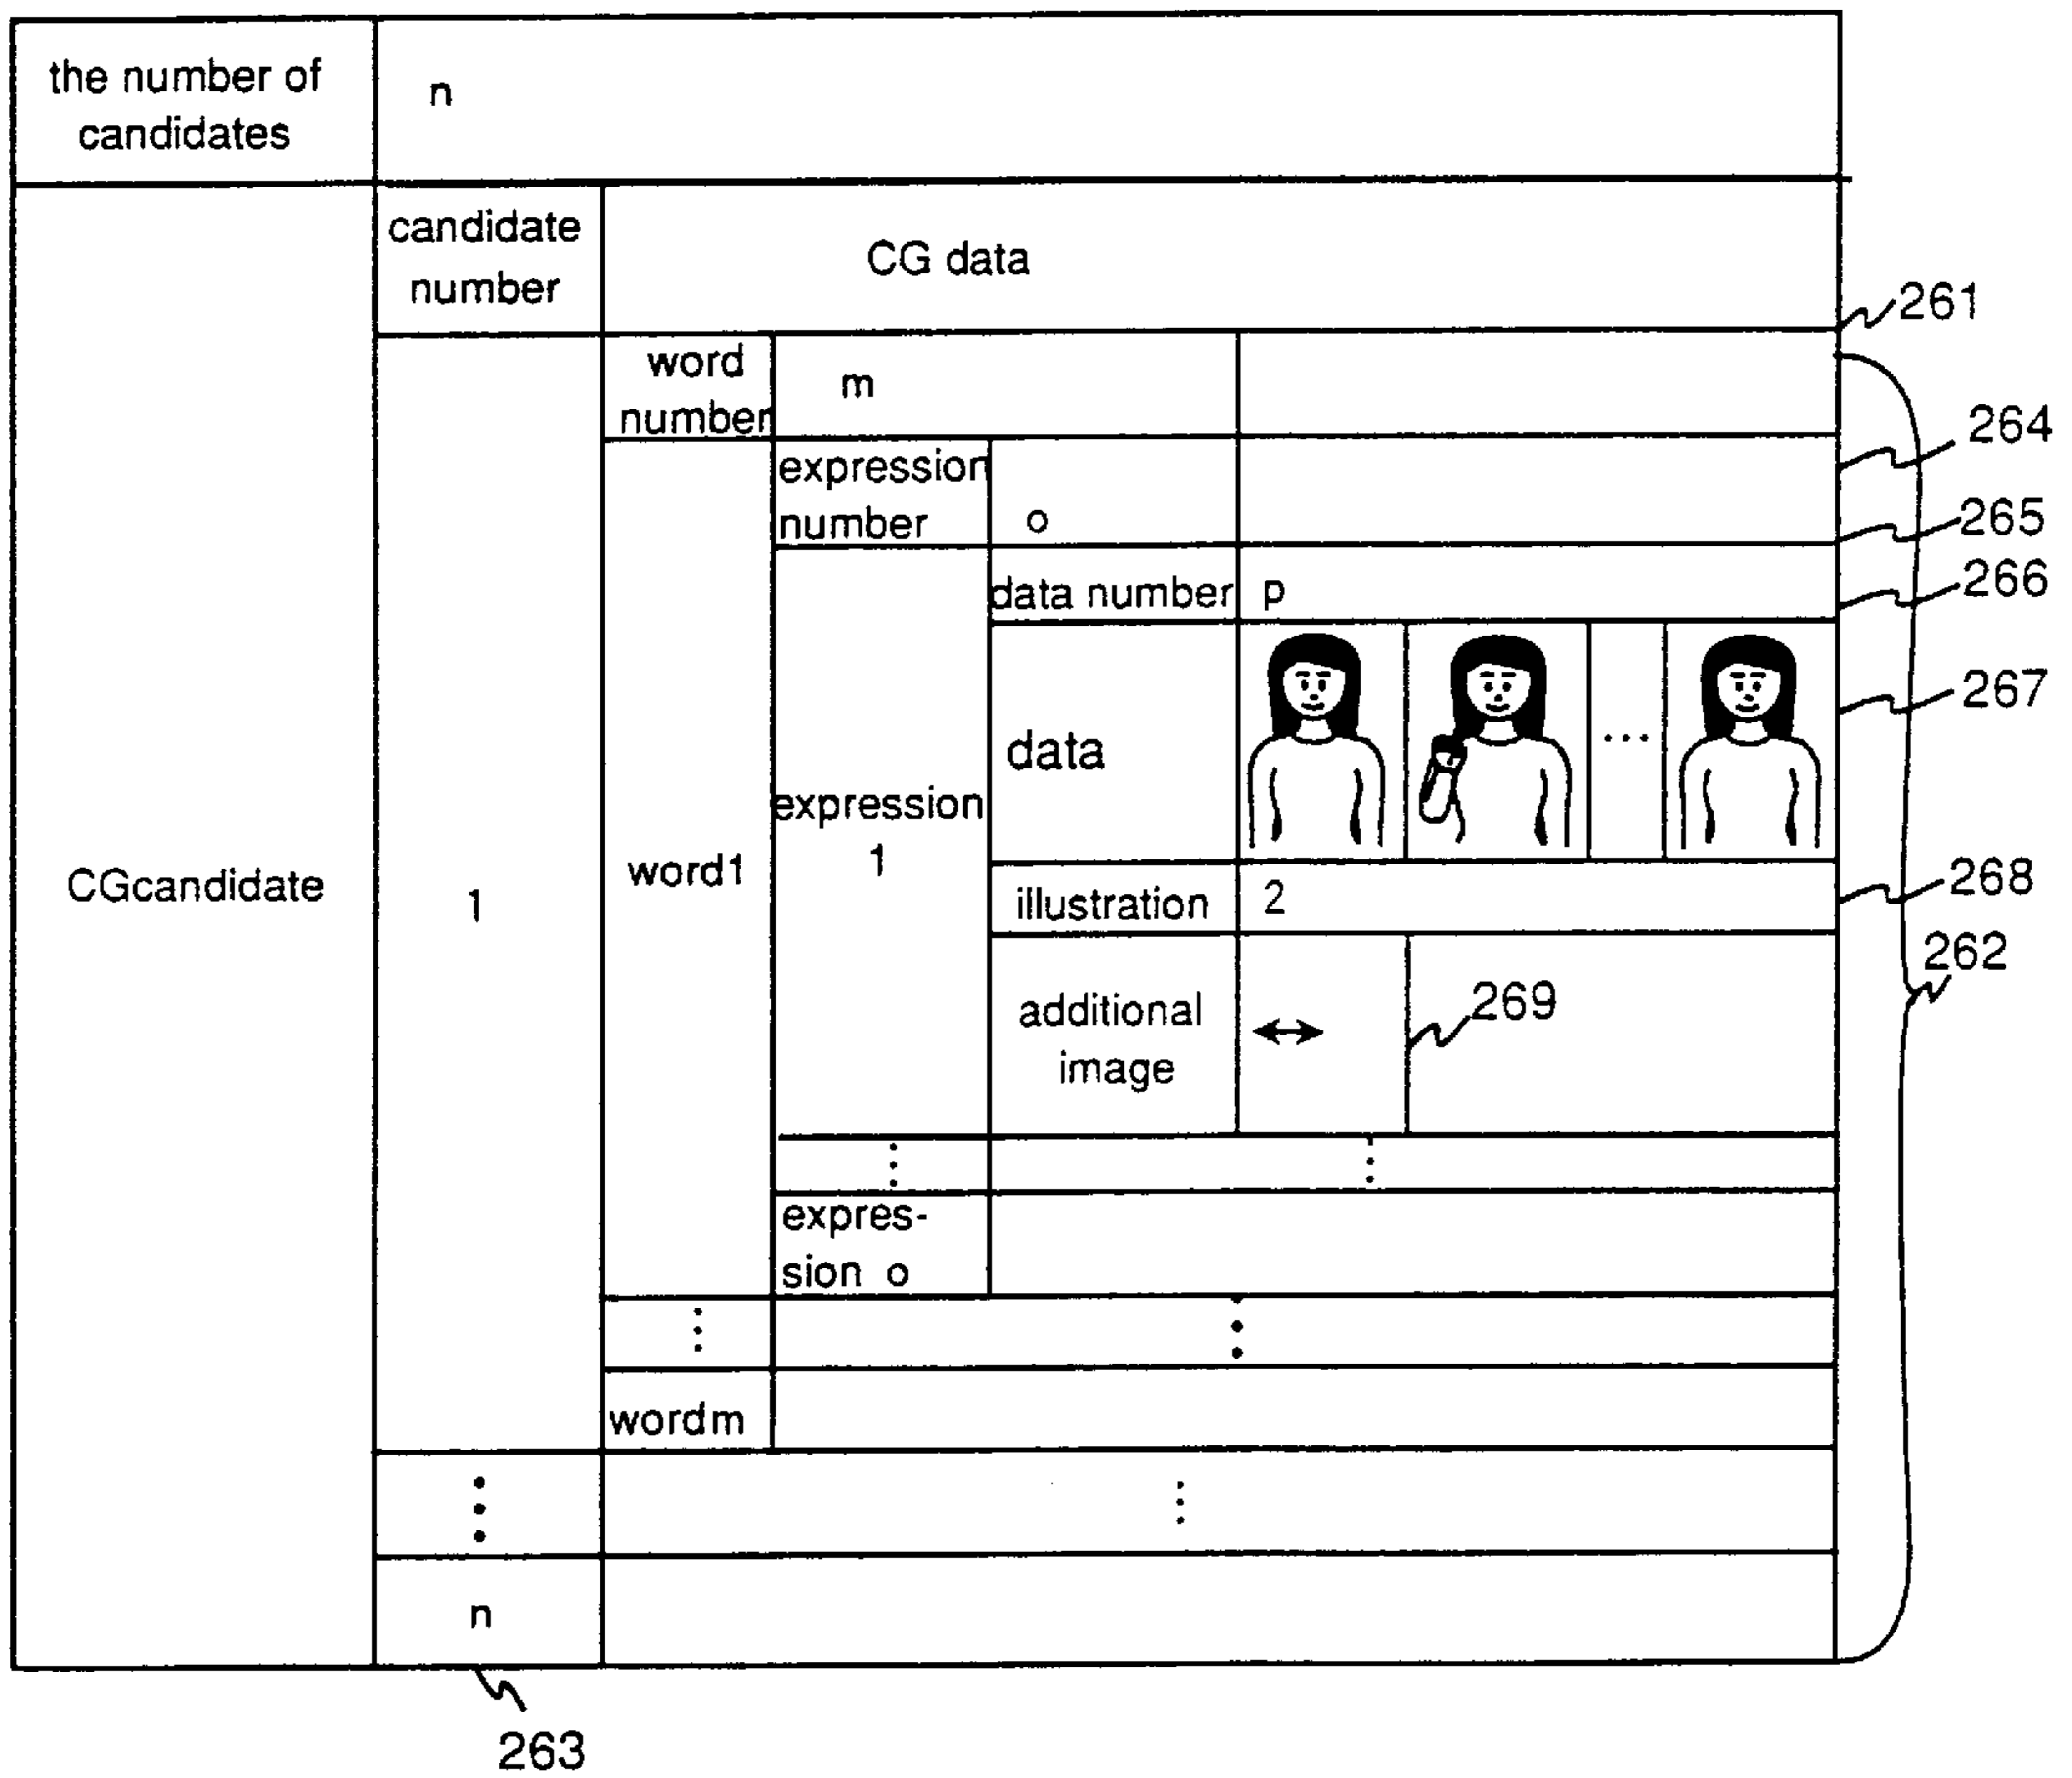 the number of
candidates
n
candidate
number
CG data
261
word
number
m
264
expression
number
o
265
data number
p
266
data
...
267
CGcandidate
1
word1
expression
1
illustration
2
268
262
additional
image
269
expres-
sion o
wordm
n
263